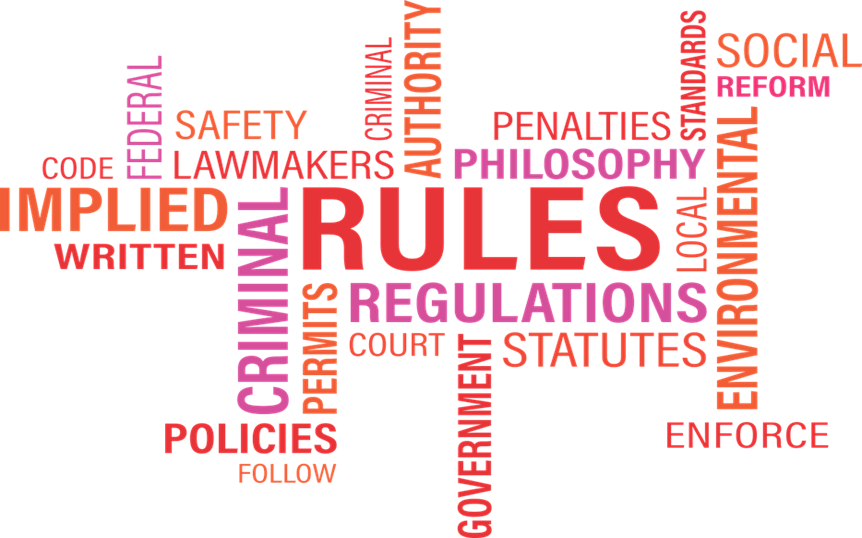 FEDERAL
CRIMINAL
AUTHORITY
STANDARDS
SOCIAL
REFORM
SAFETY
PENALTIES
CODE
LAWMAKERS
PHILOSOPHY
ENVIRONMENTAL
IMPLIED
CRIMINAL
RULES
LOCAL
WRITTEN
PERMITS
REGULATIONS
COURT
GOVERNMENT
STATUTES
POLICIES
ENFORCE
FOLLOW